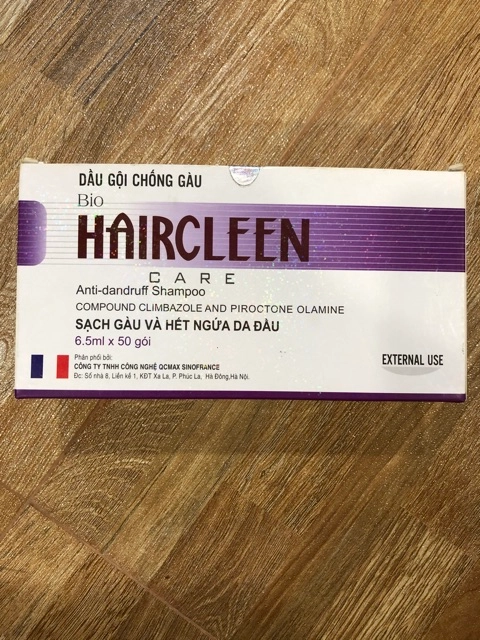 DẦU GỘI CHỐNG GÀU
Bio
HAIRCLEEN
CARE
Anti-dandruff Shampoo
COMPOUND CLIMBAZOLE AND PIROCTONE OLAMINE
SẠCH GÀU VÀ HẾT NGỨA DA ĐẦU
6.5ml x 50 gói
Phân phối bởi:
CÔNG TY TNHH CÔNG NGHỆ QCMAX SINOFRANCE
Đc: Số nhà 8, Liền kề 1, KĐT Xa La, P. Phúc La, Hà Đông,Hà Nội.
EXTERNAL USE